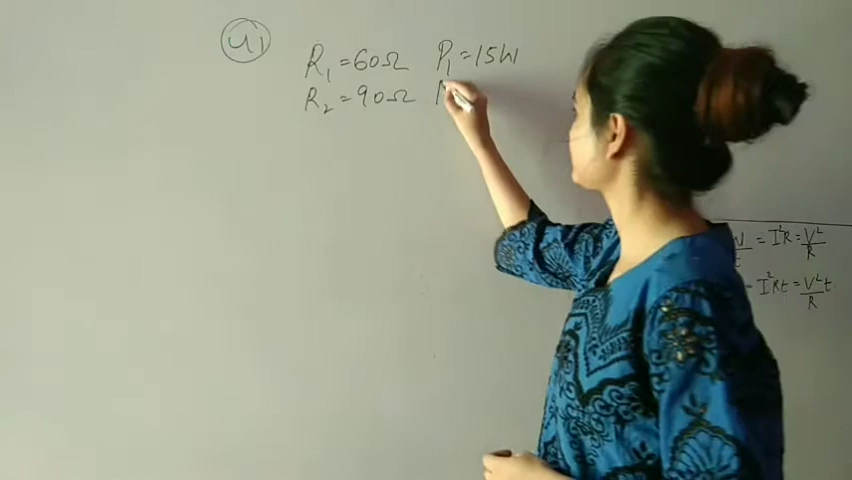 41
R₁ = 60Ω P₁ = 15W
R₂ = 90Ω
= I²R = V²/R
= I²Rt = V²t/R